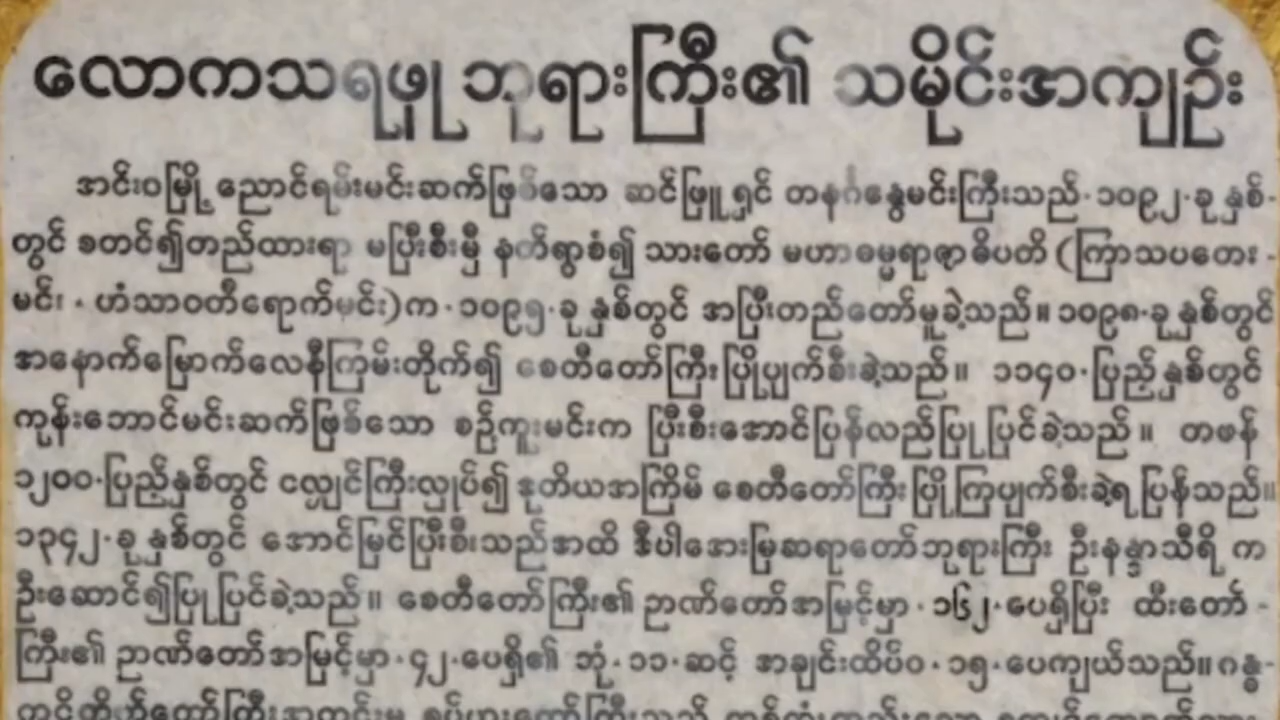 လောကသရဖူ ဘုရားကြီး၏ သမိုင်းအကျဉ်း
အင်းဝမြို့ ညောင်ရမ်းမင်းဆက်ဖြစ်သော ဆင်ဖြူရှင် တနင်္ဂနွေမင်းကြီးသည်·၁၀၉၂·ခု နှစ်-
တွင် စတင်၍တည်ထားရာ မပြီးစီးမှီ နတ်ရွာစံ၍ သားတော် မဟာဓမ္မရာဇာဓိပတိ (ကြာသပတေး-
မင်း၊ · ဟံသာဝတီရောက်မင်း)က·၁၀၉၅·ခု နှစ်တွင် အပြီးတည်တော်မူခဲ့သည်။ ၁၀၉၈·ခု နှစ်တွင်
အနောက်မြောက်လေနီကြမ်းတိုက်၍ စေတီတော်ကြီး ပြိုပျက်စီးခဲ့သည်။ ၁၁၄၀·ပြည့်နှစ်တွင်
ကုန်းဘောင်မင်းဆက်ဖြစ်သော စဉ့်ကူးမင်းက ပြီးစီးအောင်ပြန်လည်ပြုပြင်ခဲ့သည်။ တဖန်
၁၂၀၀·ပြည့်နှစ်တွင် ငလျှင်ကြီးလှုပ်၍ ဒုတိယအကြိမ် စေတီတော်ကြီး ပြိုကြပျက်စီးခဲ့ရ ပြန်သည်။
၁၃၄၂·ခု နှစ်တွင် အောင်မြင်ပြီးစီးသည်အထိ ဒီပါအေးမြဆရာတော်ဘုရားကြီး ဦးနန္ဒာသီရိ က
ဦးဆောင်၍ပြုပြင်ခဲ့သည်။ စေတီတော်ကြီး၏ ဉာဏ်တော်အမြင့်မှာ · ၁၆၂·ပေရှိပြီး ထီးတော်-
ကြီး၏ ဉာဏ်တော်အမြင့်မှာ·၄၂·ပေရှိ၏ ဘုံ·၁၁·ဆင့် အချင်းထိပ်ဝ·၁၅·ပေကျယ်သည်။ ဂန္ဓ-